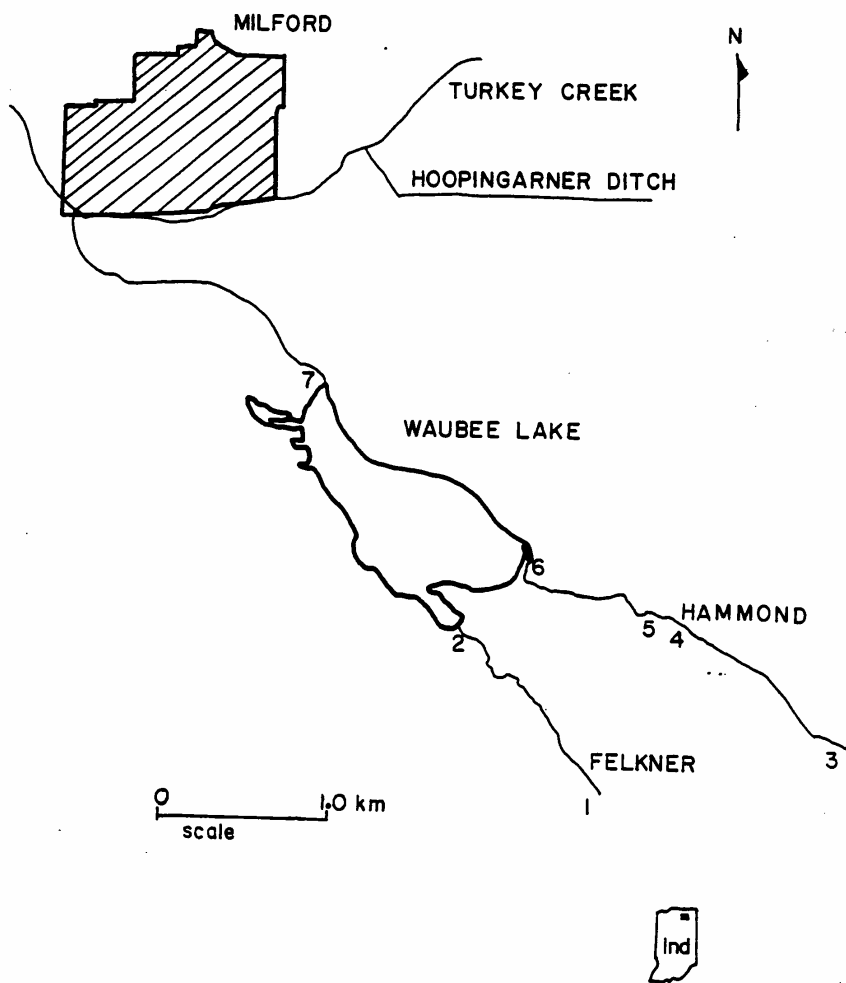 MILFORD
N
TURKEY CREEK
HOOPINGARNER DITCH
7
WAUBEE LAKE
6
HAMMOND
5 4
2
3
FELKNER
1
0 1.0 km
scale
Ind